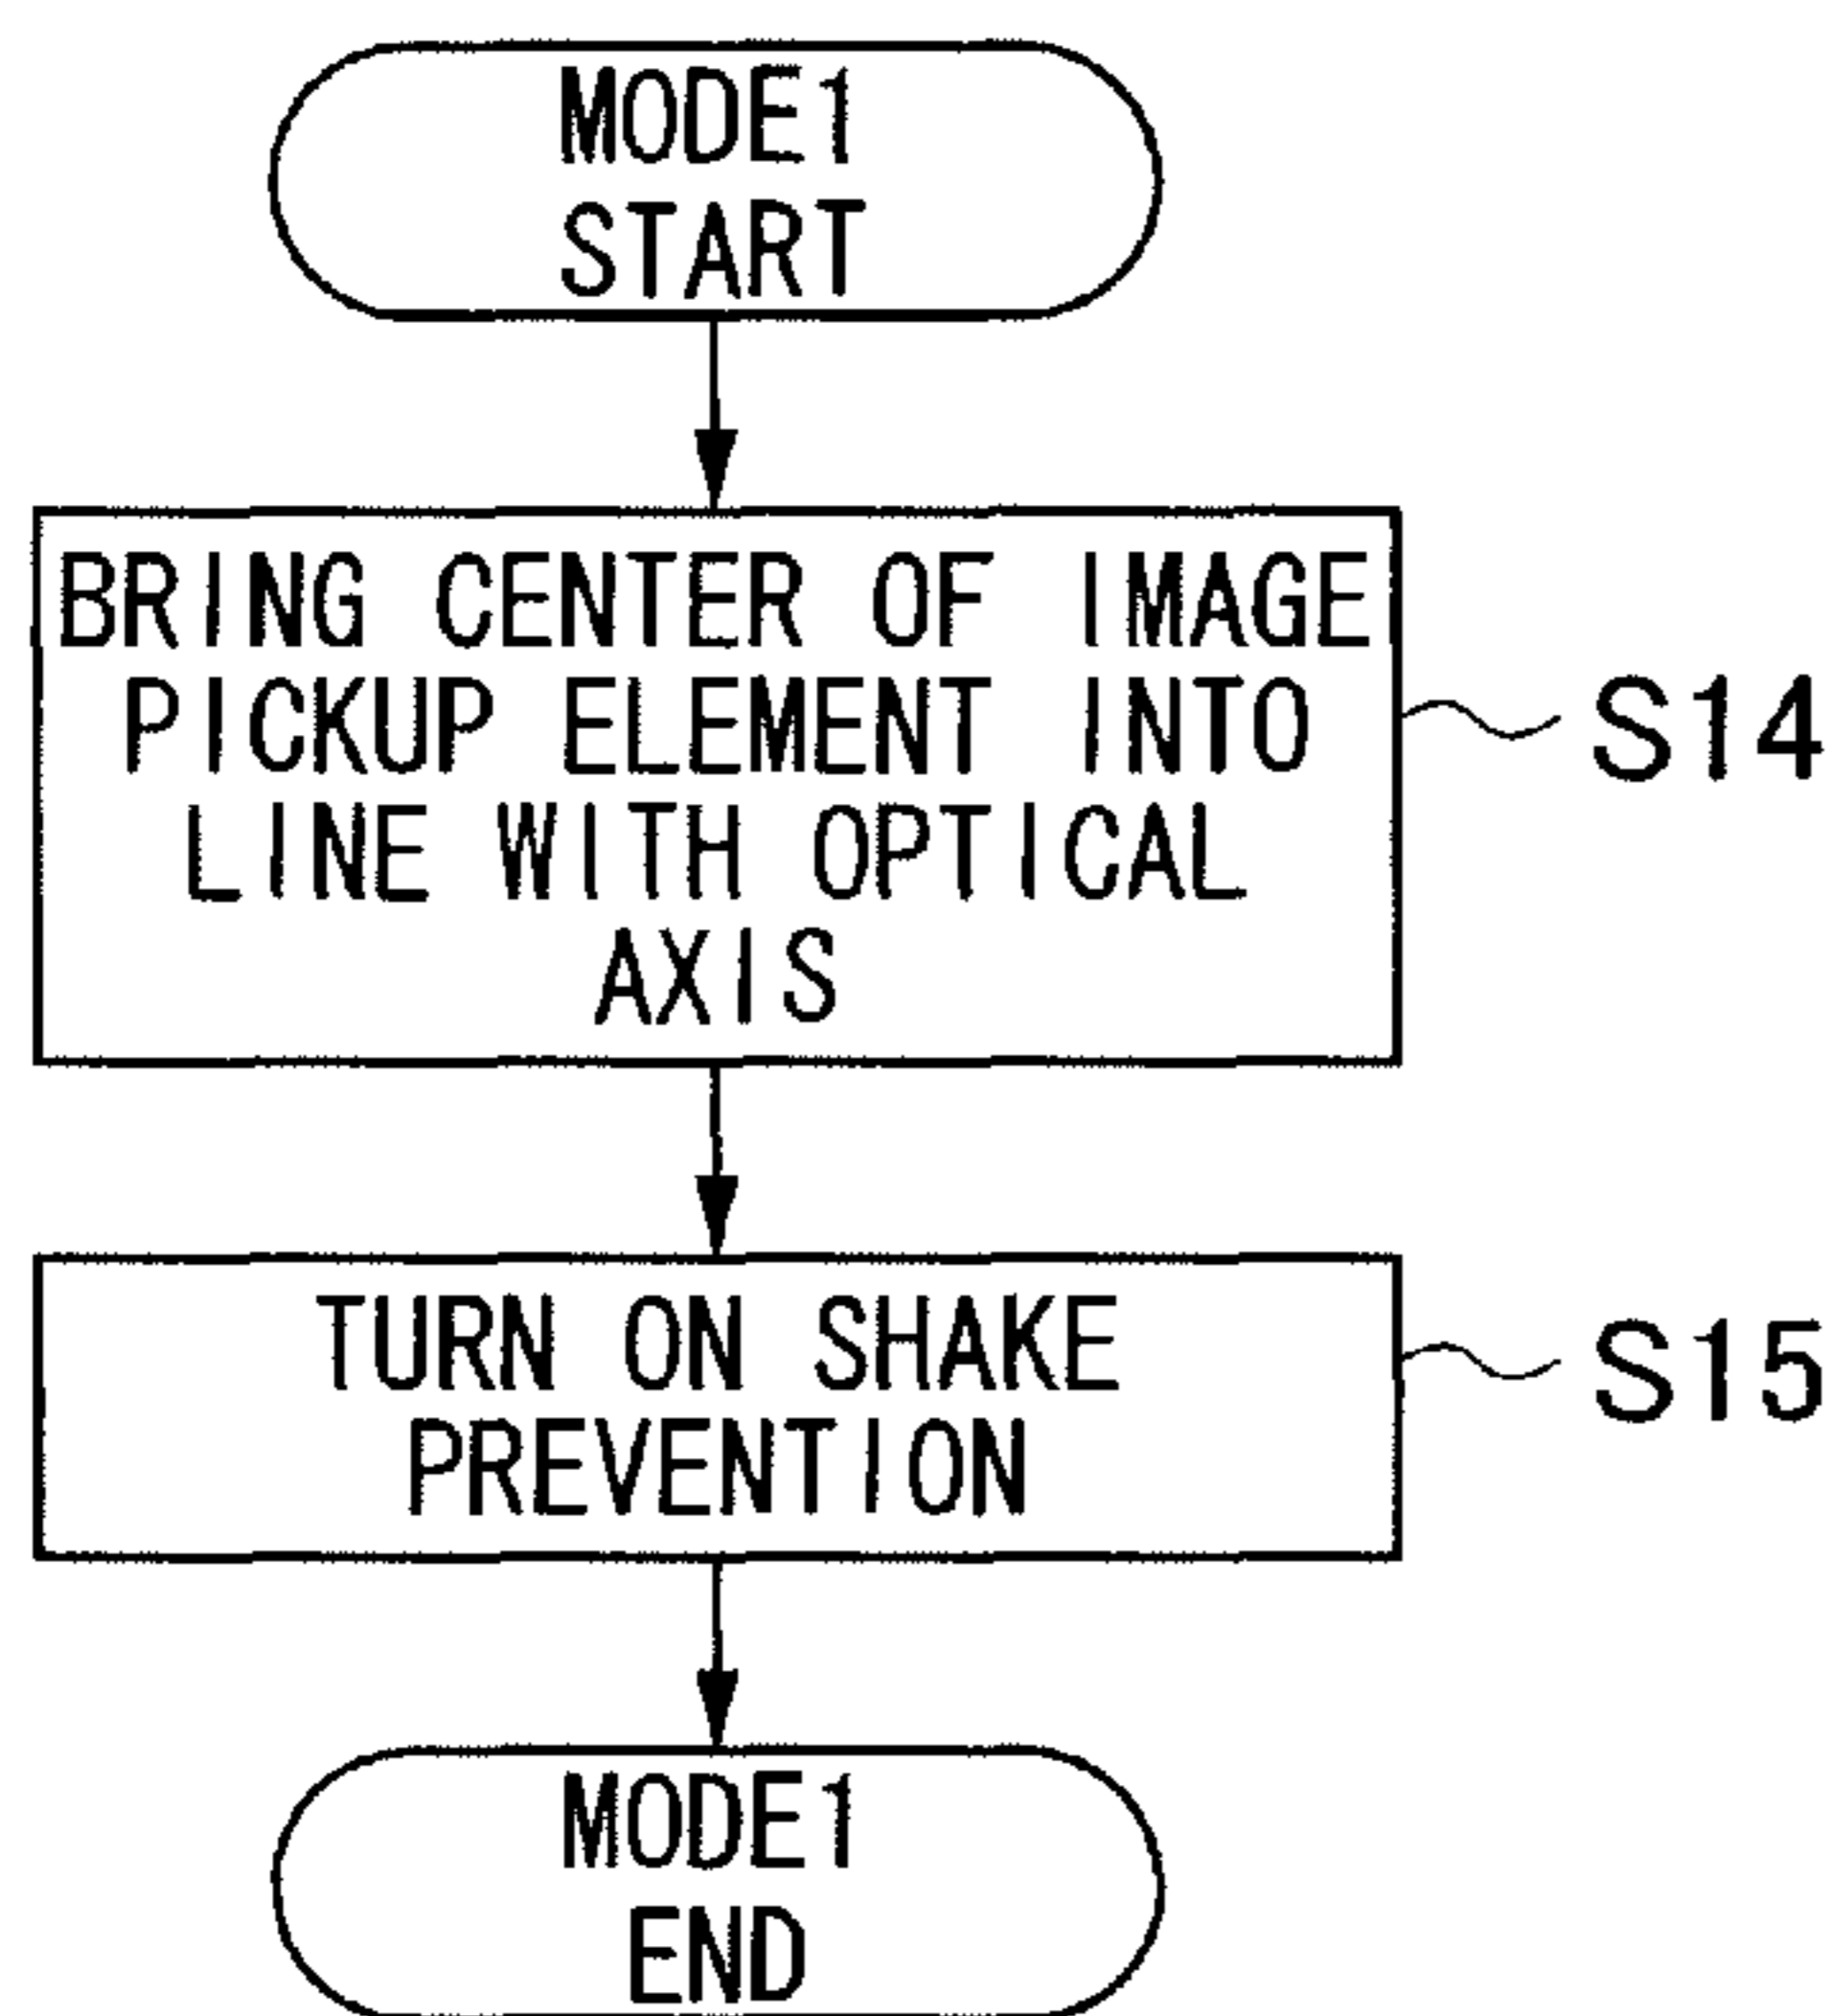 MODE1
START
BRING CENTER OF IMAGE
PICKUP ELEMENT INTO
LINE WITH OPTICAL
AXIS
S14
TURN ON SHAKE
PREVENTION
S15
MODE1
END